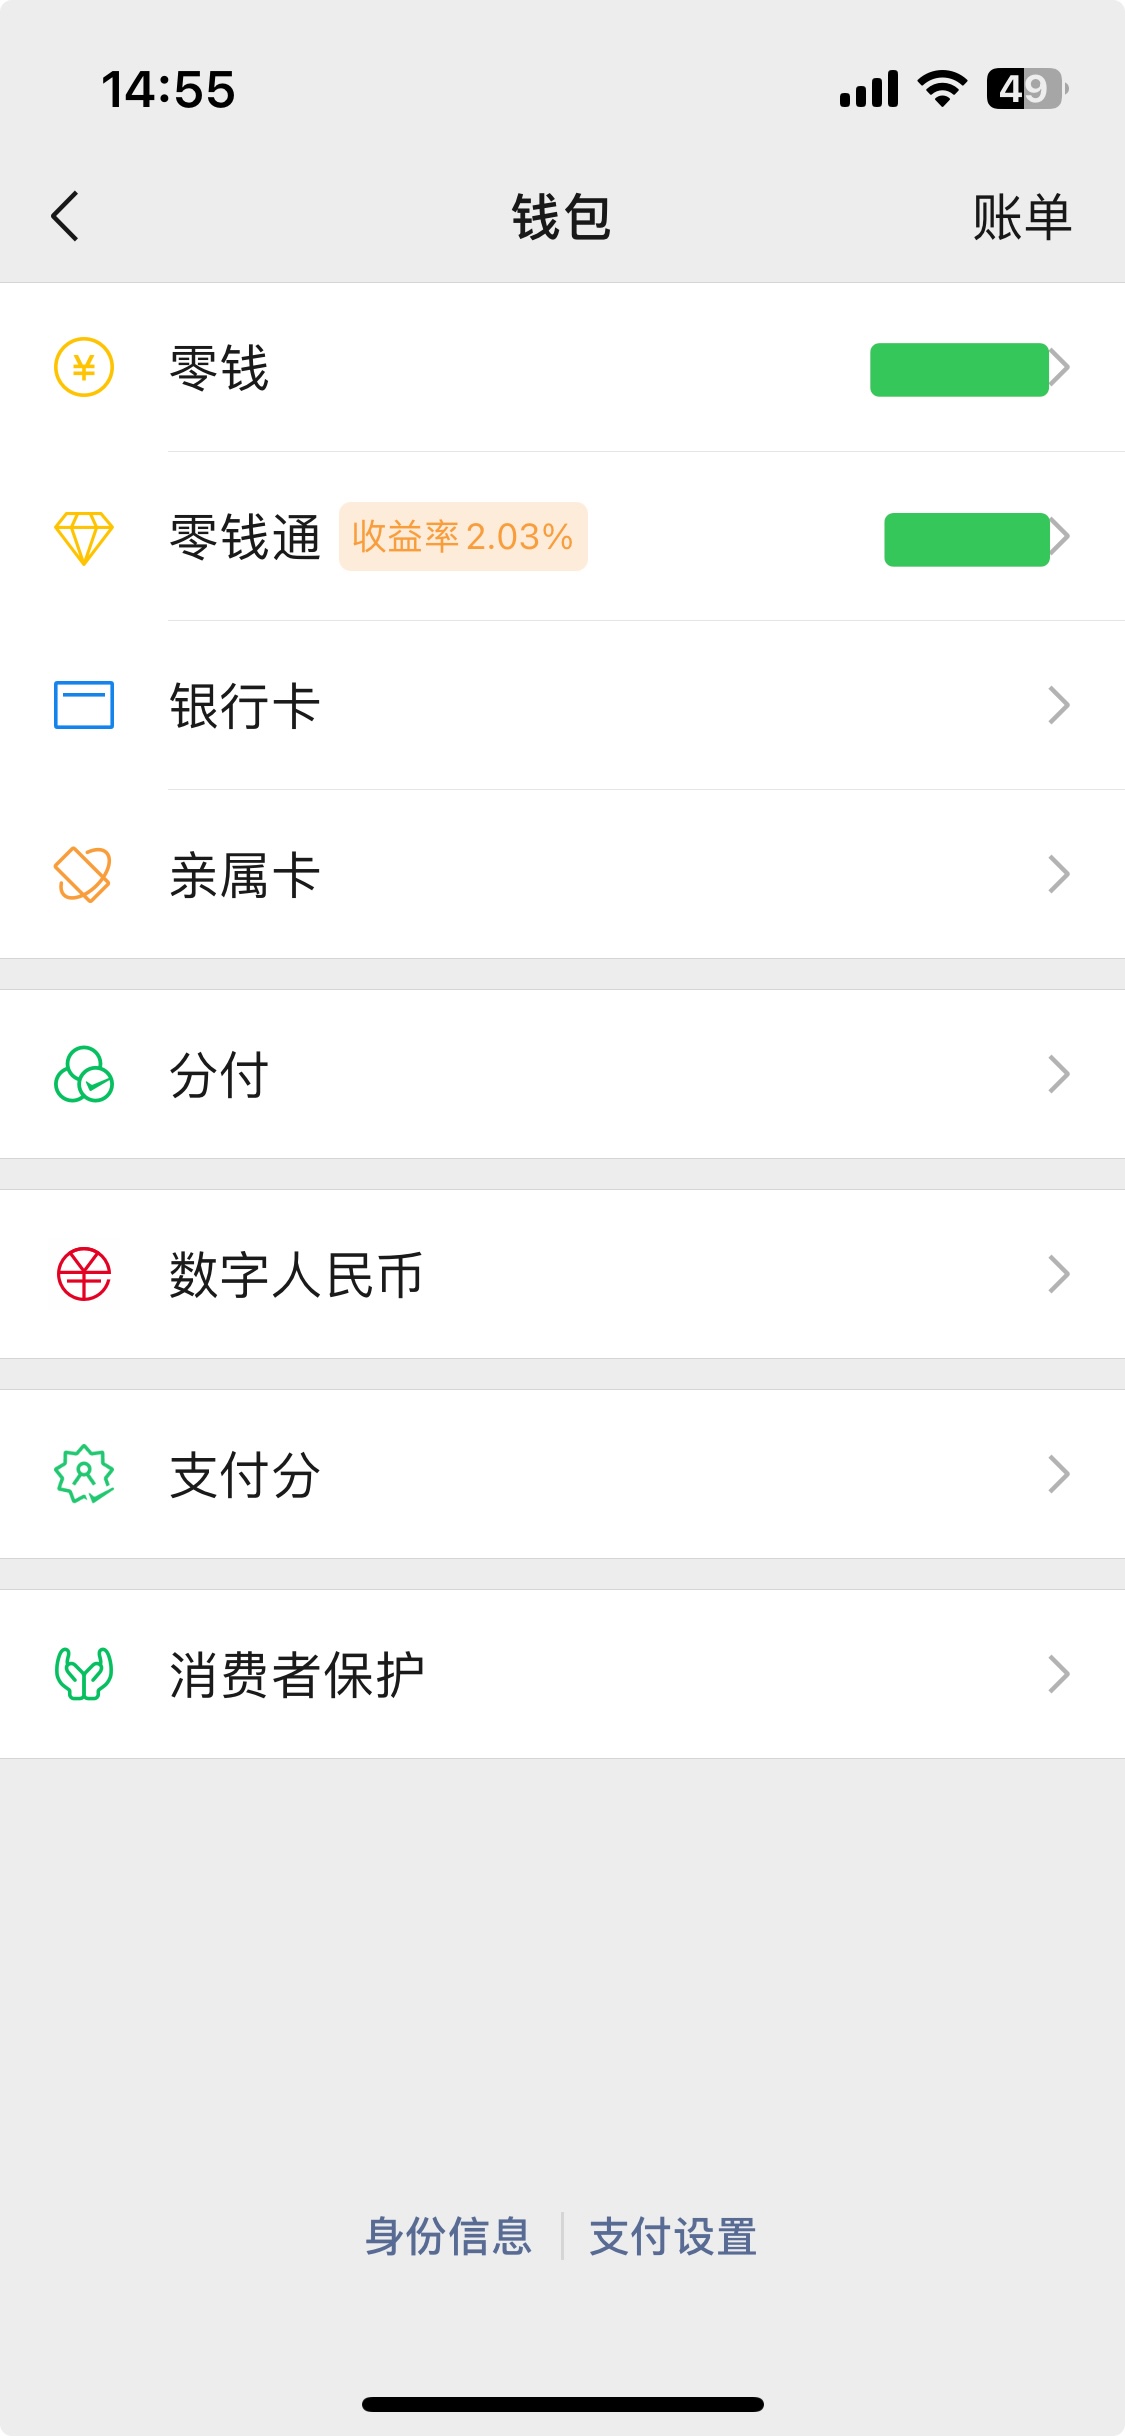 14:55
49
钱包
账单
零钱
零钱通 收益率2.03%
银行卡
亲属卡
分付
数字人民币
支付分
消费者保护
身份信息 支付设置